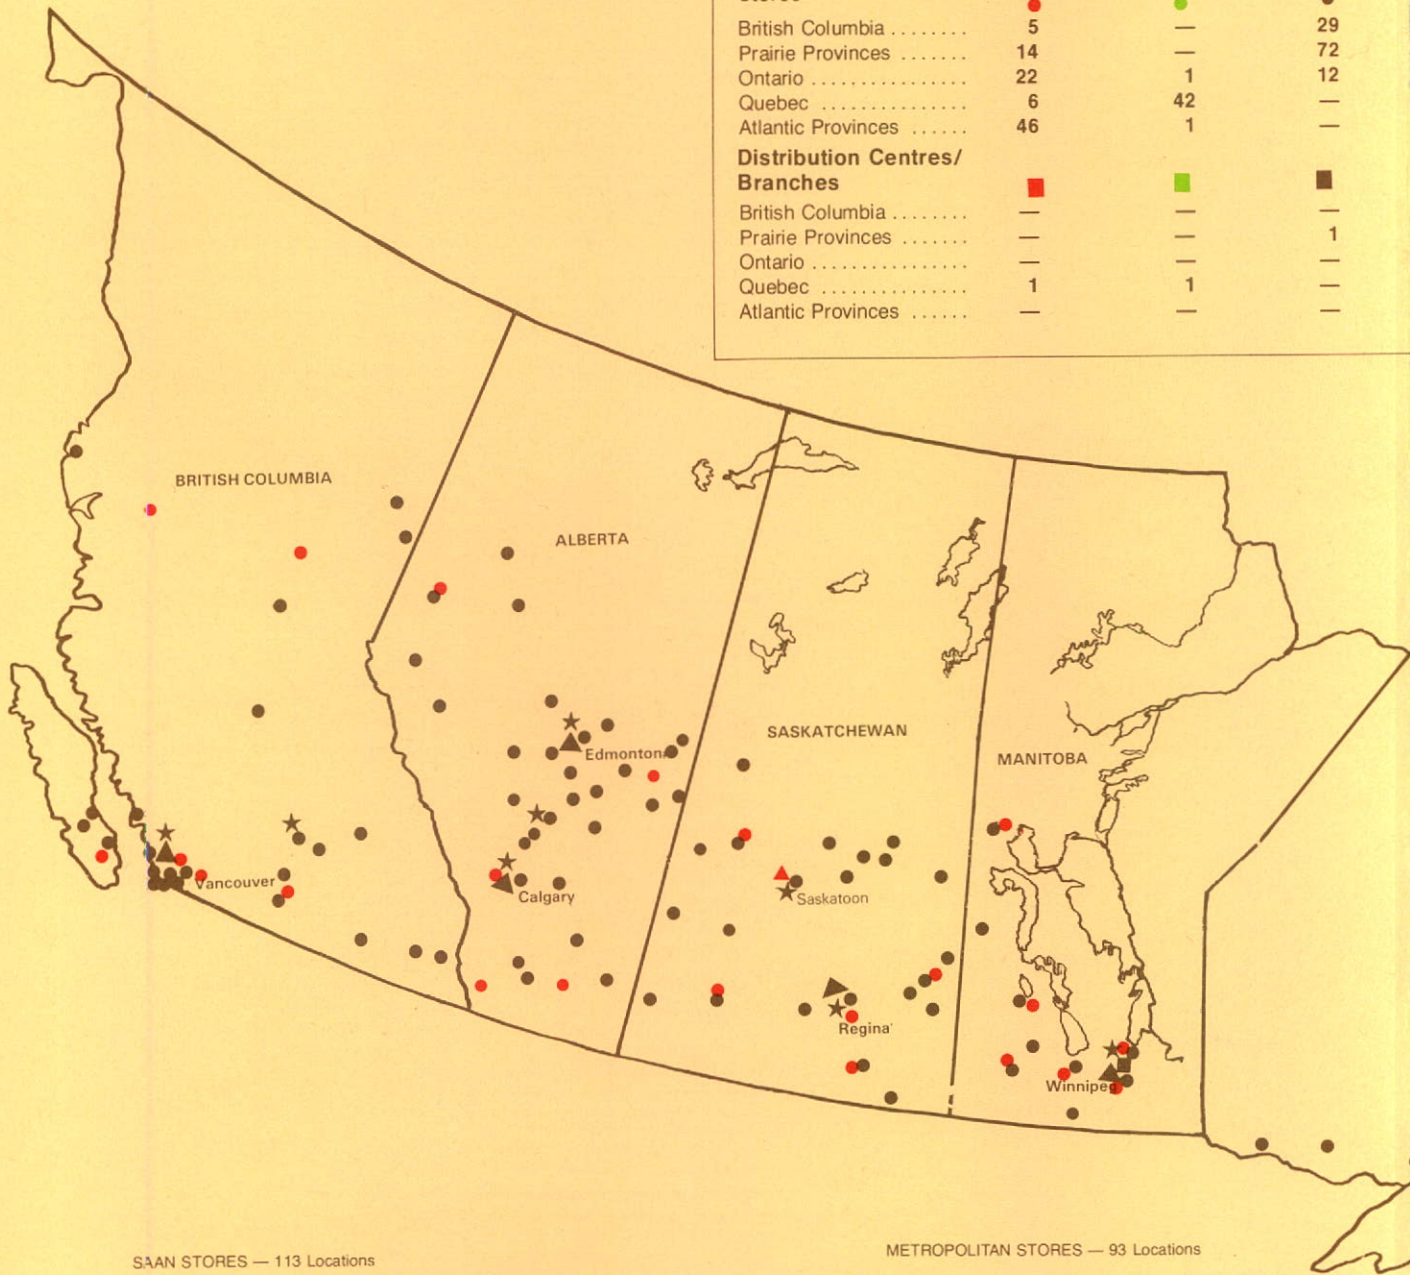 British Columbia ........ 5 — 29
Prairie Provinces ....... 14 — 72
Ontario ................ 22 1 12
Quebec ............... 6 42 —
Atlantic Provinces ...... 46 1 —
Distribution Centres/
Branches
British Columbia ........ — — —
Prairie Provinces ....... — — 1
Ontario ................ — — —
Quebec ............... 1 1 —
Atlantic Provinces ...... — — —
BRITISH COLUMBIA
ALBERTA
SASKATCHEWAN
MANITOBA
Edmonton
Vancouver
Calgary
Saskatoon
Regina
Winnipeg
SAAN STORES — 113 Locations
METROPOLITAN STORES — 93 Locations